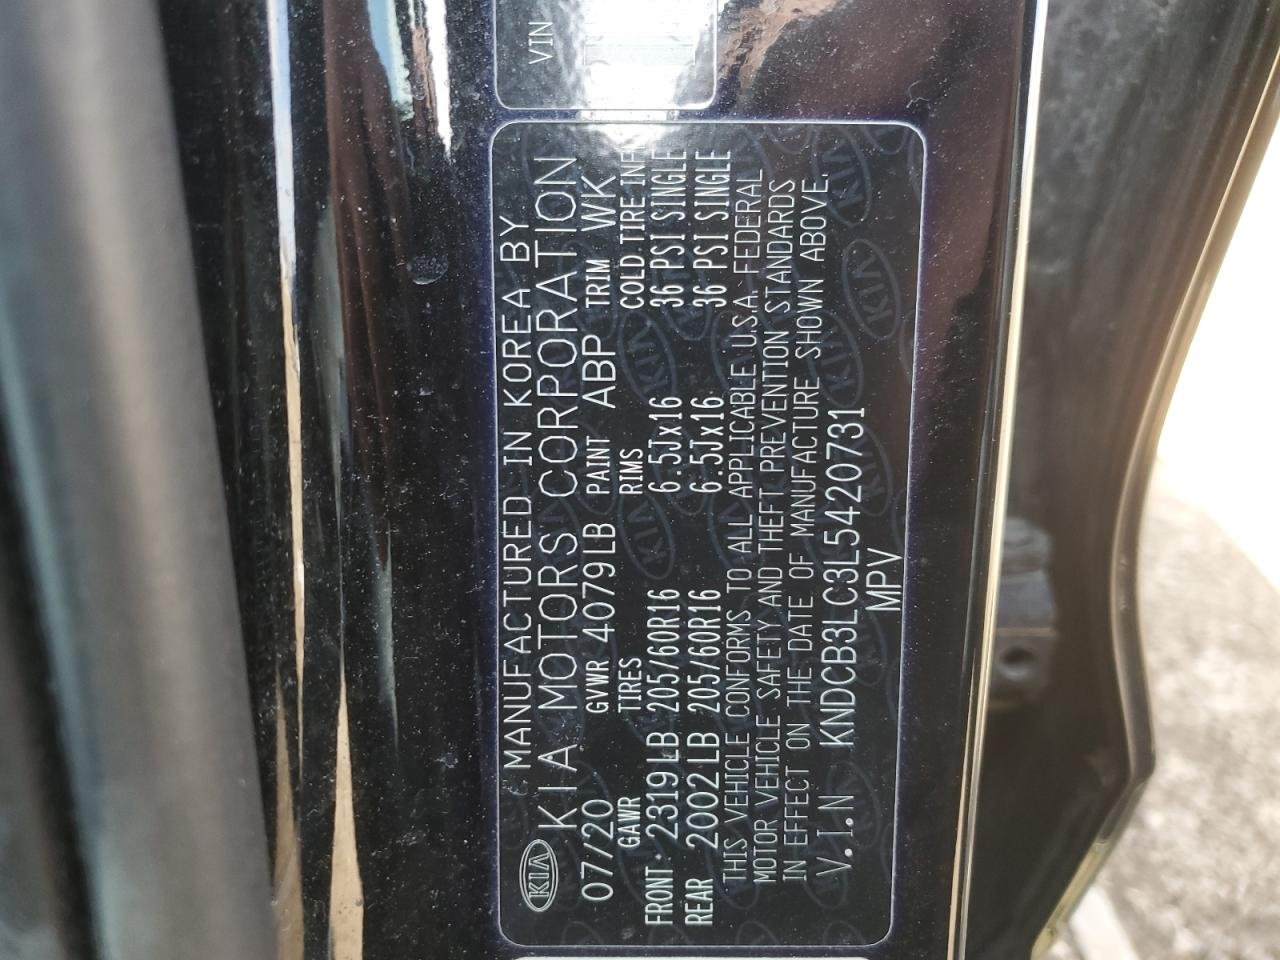 VIN
MANUFACTURED IN KOREA BY
KIA KIA MOTORS CORPORATION
07/20 GVWR 4079LB PAINT ABP TRIM WK
GAWR TIRES RIMS COLD TIRE INF
FRONT 2319LB 205/60R16 6.5Jx16 36 PSI SINGLE
REAR 2002LB 205/60R16 6.5Jx16 36 PSI SINGLE
THIS VEHICLE CONFORMS TO ALL APPLICABLE U.S.A. FEDERAL
MOTOR VEHICLE SAFETY AND THEFT PREVENTION STANDARDS
IN EFFECT ON THE DATE OF MANUFACTURE SHOWN ABOVE.
V.I.N KNDCB3LC3L5420731
MPV